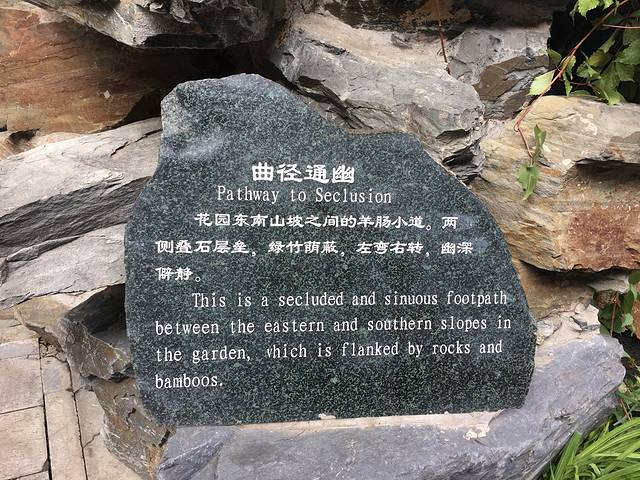 曲径通幽
Pathway to Seclusion
花园东南山坡之间的羊肠小道。两
侧叠石层垒，绿竹荫蔽，左弯右转，幽深
僻静。
This is a secluded and sinuous footpath
between the eastern and southern slopes in
the garden, which is flanked by rocks and
bamboos.